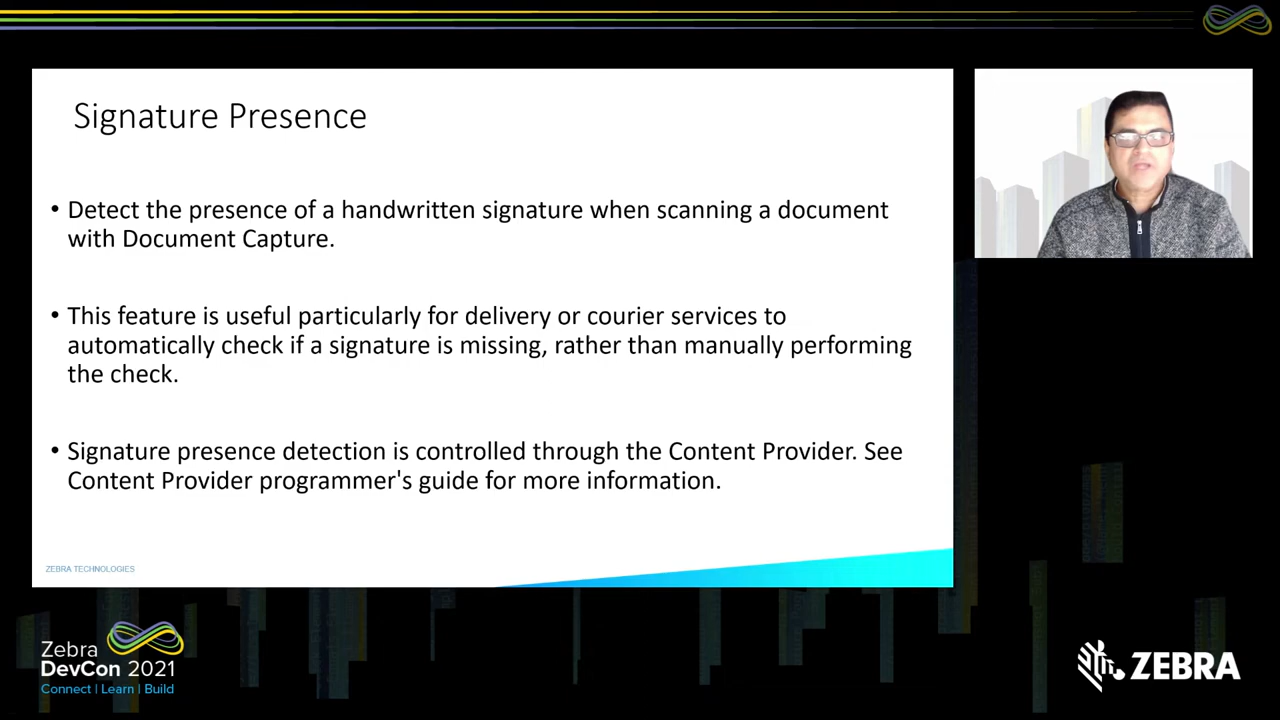 Signature Presence
• Detect the presence of a handwritten signature when scanning a document
with Document Capture.
• This feature is useful particularly for delivery or courier services to
automatically check if a signature is missing, rather than manually performing
the check.
• Signature presence detection is controlled through the Content Provider. See
Content Provider programmer's guide for more information.
ZEBRA TECHNOLOGIES
Zebra
DevCon 2021
Connect | Learn | Build
ZEBRA